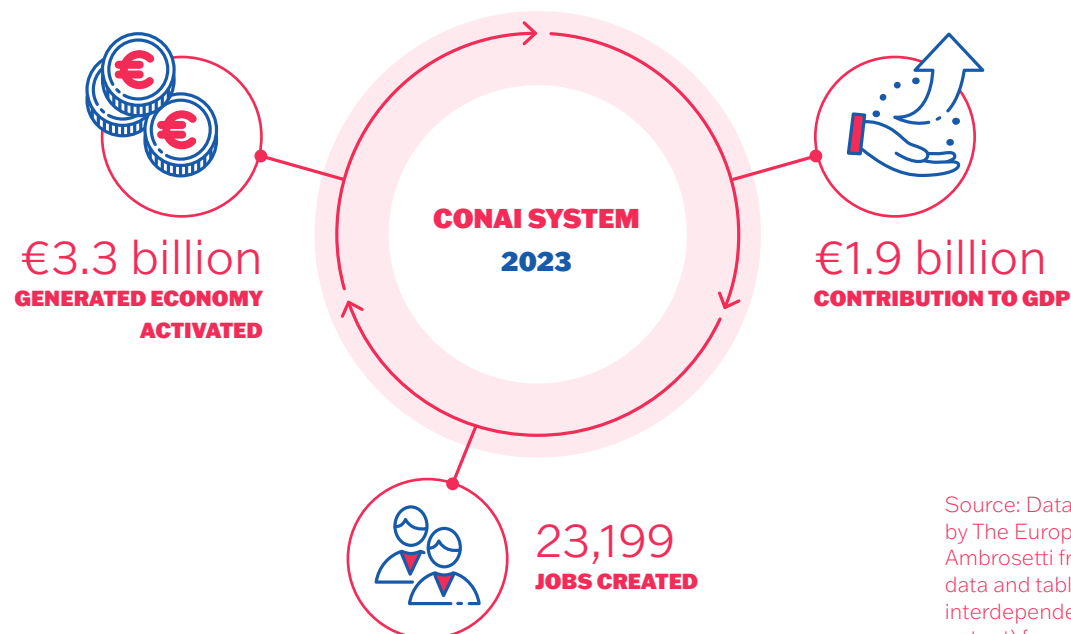 CONAI SYSTEM
2023
€3.3 billion
GENERATED ECONOMY
ACTIVATED
€1.9 billion
CONTRIBUTION TO GDP
23,199
JOBS CREATED
Source: Data
by The Europ
Ambrosetti fr
data and tabl
interdepende